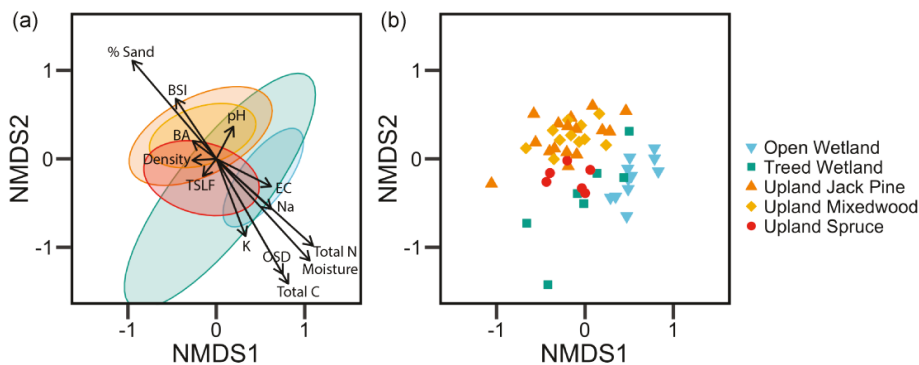 (a)
(b)
% Sand
BSI
pH
BA
Density
TSLF
EC
Na
K
OSD
Total N
Moisture
Total C
1
0
-1
NMDS2
-1
0
1
NMDS1
1
0
-1
NMDS2
-1
0
1
NMDS1
Open Wetland
Treed Wetland
Upland Jack Pine
Upland Mixedwood
Upland Spruce